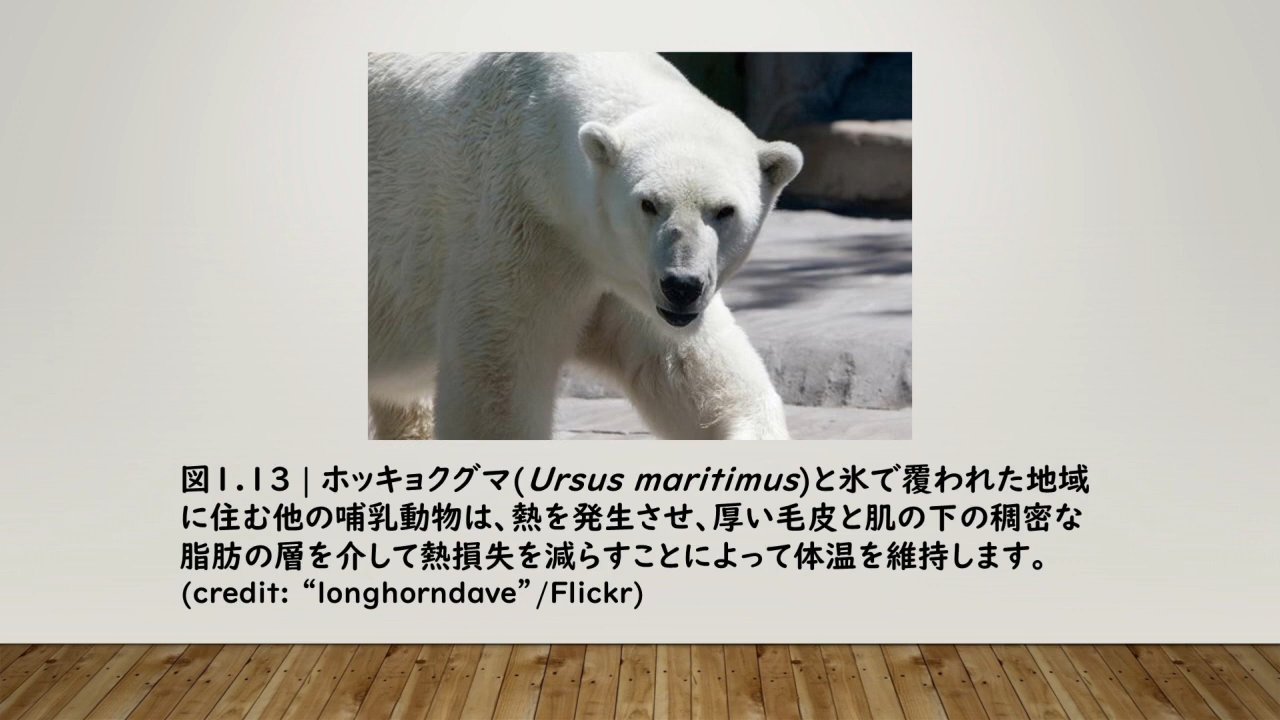 図1.13 | ホッキョクグマ(Ursus maritimus)と氷で覆われた地域
に住む他の哺乳動物は、熱を発生させ、厚い毛皮と肌の下の稠密な
脂肪の層を介して熱損失を減らすことによって体温を維持します。
(credit: “longhorndave”/Flickr)